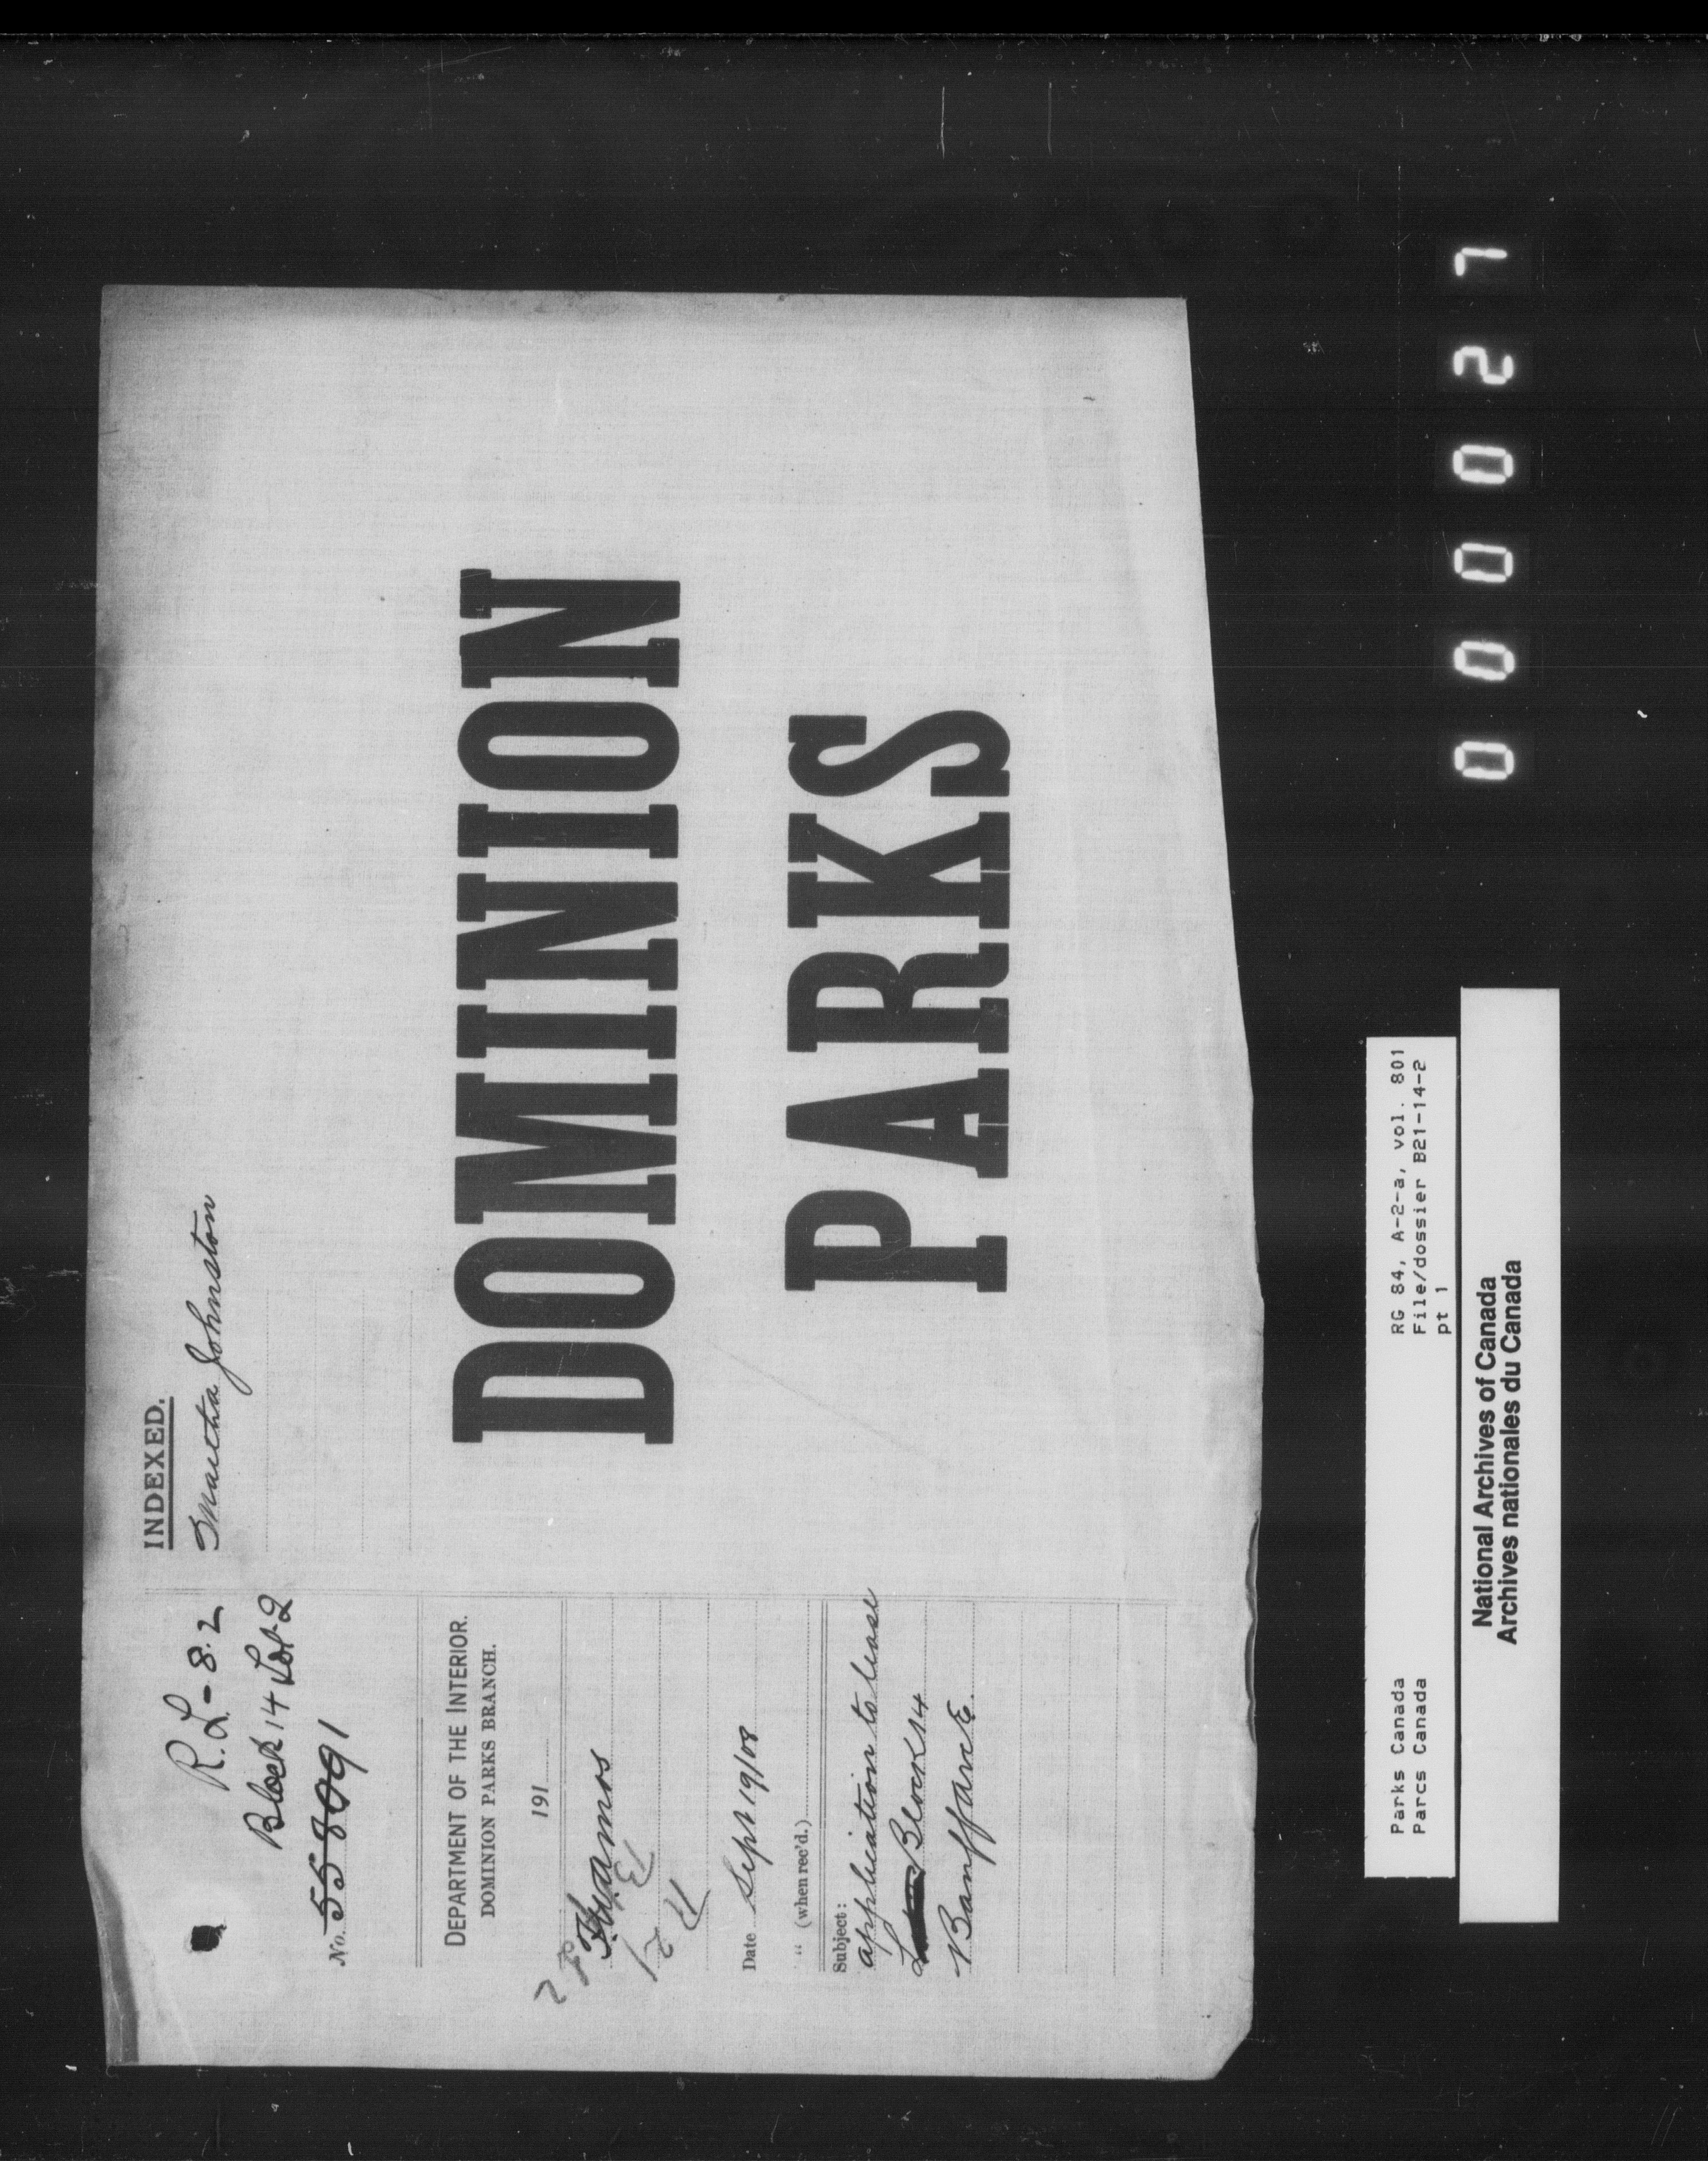 R.L - 8.2
Block 14 Lot 2
No. 558091
DEPARTMENT OF THE INTERIOR.
DOMINION PARKS BRANCH.
191
Date Sept 19/08
" (when rec'd.)
Subject:
application to lease
Block 14
Banff
INDEXED.
Martha Johnston
DOMINION
PARKS
Parks Canada
Parcs Canada
RG 84, A-2-a, vol. 801
File/dossier B21-14-2
pt 1
National Archives of Canada
Archives nationales du Canada
000027